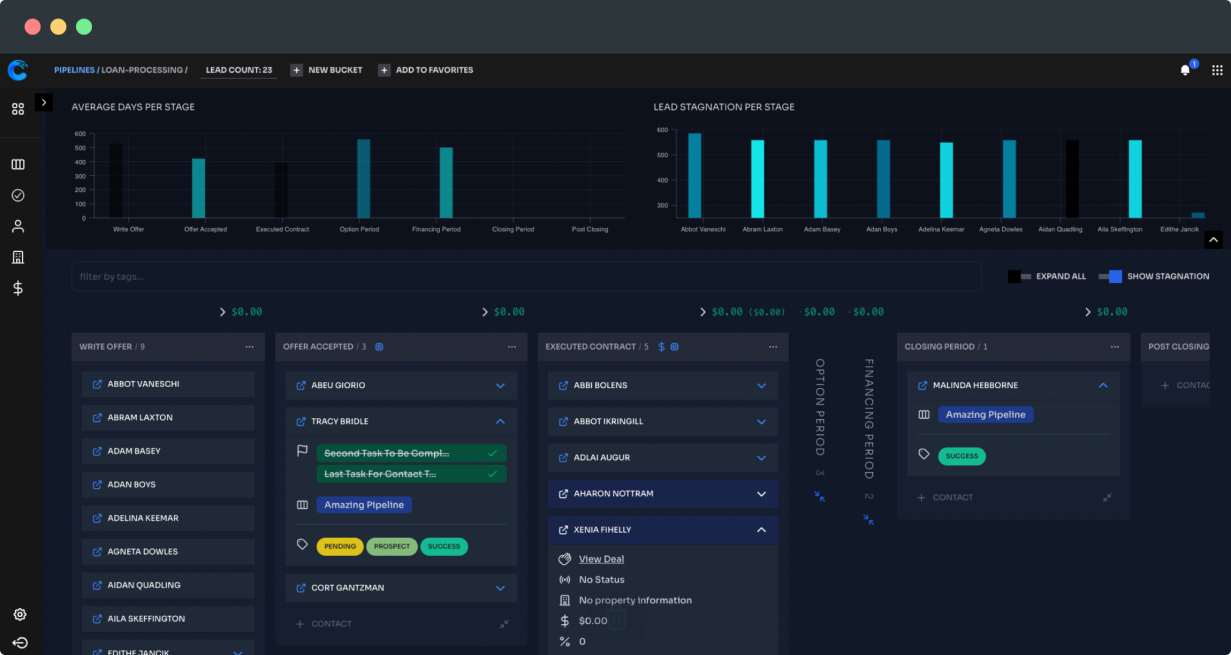 PIPELINES / LOAN-PROCESSING /
LEAD COUNT: 23
NEW BUCKET
ADD TO FAVORITES
1
AVERAGE DAYS PER STAGE
600
500
400
300
200
100
0
Write Offer
Offer Accepted
Executed Contract
Option Period
Financing Period
Closing Period
Post Closing
LEAD STAGNATION PER STAGE
600
500
400
300
Abbot Vaneschi
Abram Laxton
Adam Basey
Adan Boys
Adelina Keemar
Agneta Dowles
Aidan Quadling
Aila Skeffington
Edithe Jancik
filter by tags...
EXPAND ALL
SHOW STAGNATION
$0.00
$0.00
$0.00 ($0.00)
$0.00
$0.00
$0.00
WRITE OFFER / 9
ABBOT VANESCHI
ABRAM LAXTON
ADAM BASEY
ADAN BOYS
ADELINA KEEMAR
AGNETA DOWLES
AIDAN QUADLING
AILA SKEFFINGTON
EDITHE JANCIK
OFFER ACCEPTED / 3
ABEU GIORIO
TRACY BRIDLE
Second Task To Be Compl...
Last Task For Contact T...
Amazing Pipeline
PENDING
PROSPECT
SUCCESS
CORT GANTZMAN
+ CONTACT
EXECUTED CONTRACT / 5
ABBI BOLENS
ABBOT IKRINGILL
ADLAI AUGUR
AHARON NOTTRAM
XENIA FIHELLY
View Deal
No Status
No property information
$0.00
0
OPTION PERIOD 3
FINANCING PERIOD 2
CLOSING PERIOD / 1
MALINDA HEBBORNE
Amazing Pipeline
SUCCESS
+ CONTACT
POST CLOSING
+ CONTAC